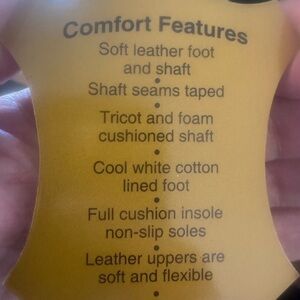 Comfort Features
Soft leather foot
and shaft
•
Shaft seams taped
•
Tricot and foam
cushioned shaft
•
Cool white cotton
lined foot
•
Full cushion insole
non-slip soles
•
Leather uppers are
soft and flexible
•